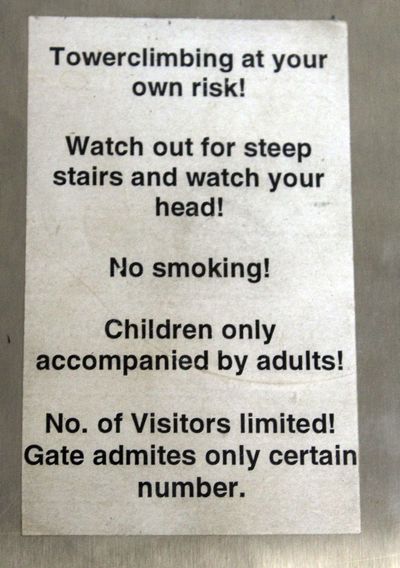 Towerclimbing at your
own risk!
Watch out for steep
stairs and watch your
head!
No smoking!
Children only
accompanied by adults!
No. of Visitors limited!
Gate admites only certain
number.